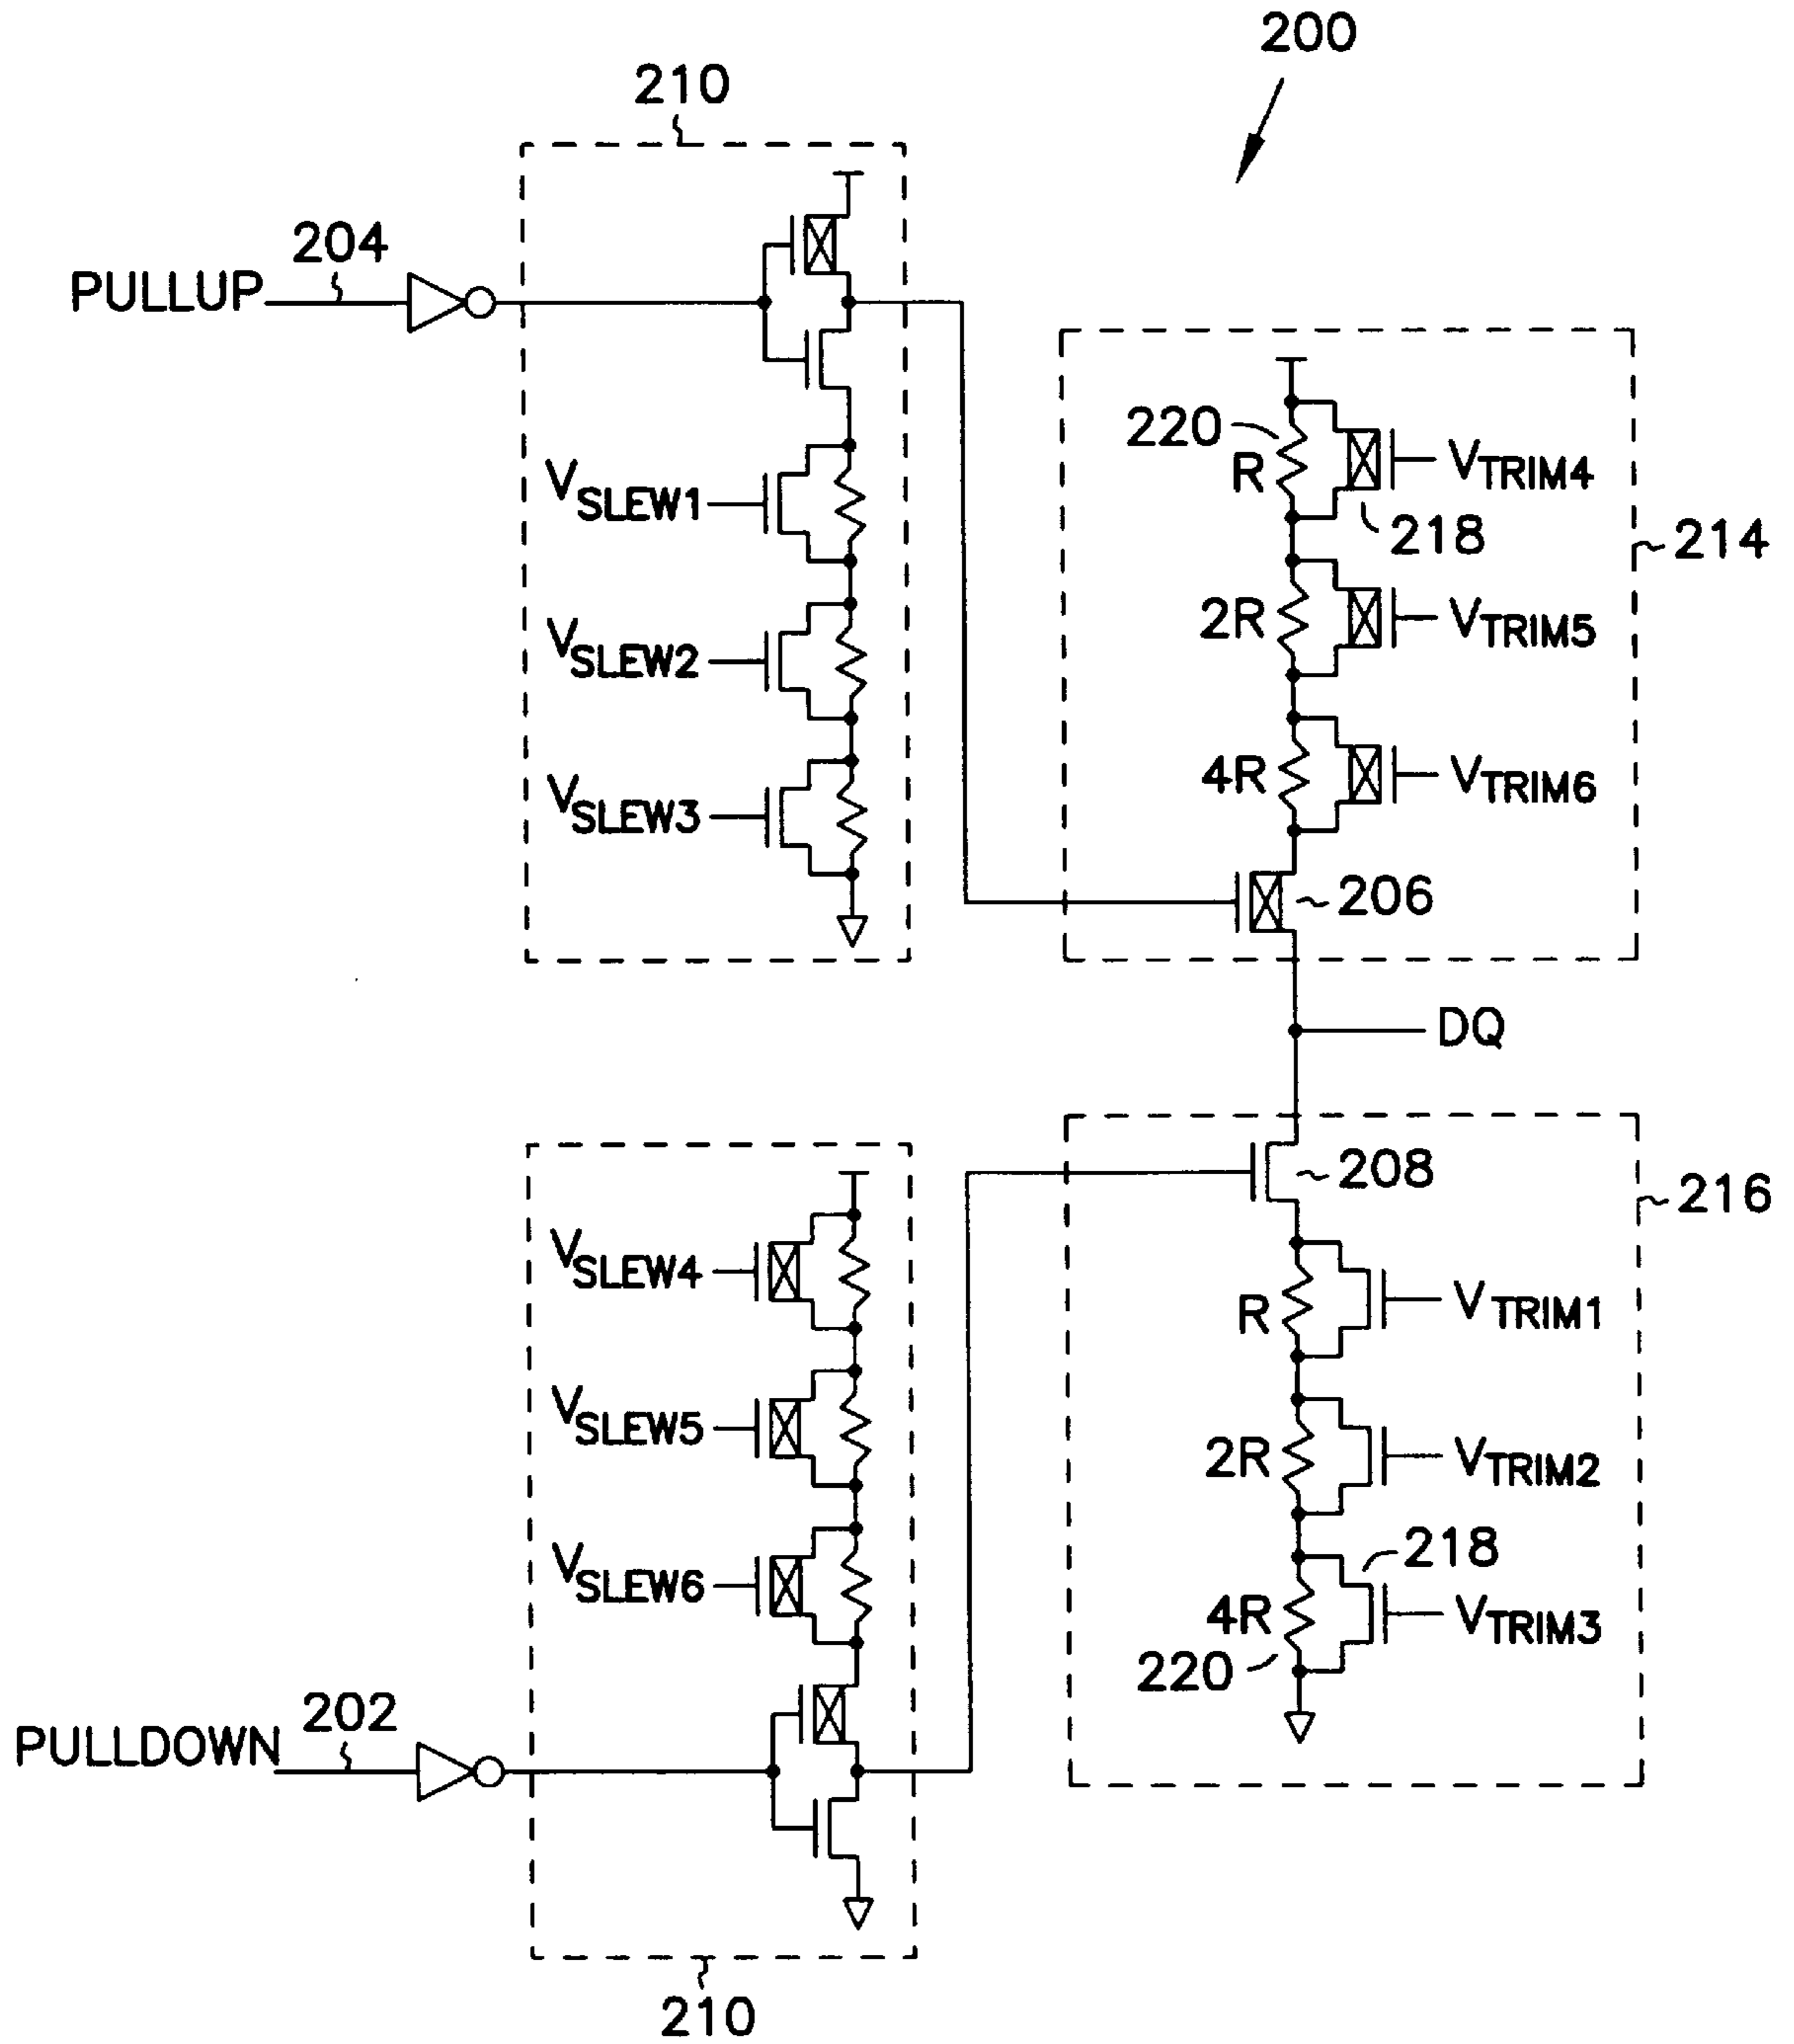 200
210
204
PULLUP
VSLEW1
VSLEW2
VSLEW3
220
R
VTRIM4
218
214
2R
VTRIM5
4R
VTRIM6
206
DQ
208
216
VSLEW4
VSLEW5
VSLEW6
R
VTRIM1
2R
VTRIM2
218
4R
VTRIM3
220
202
PULLDOWN
210